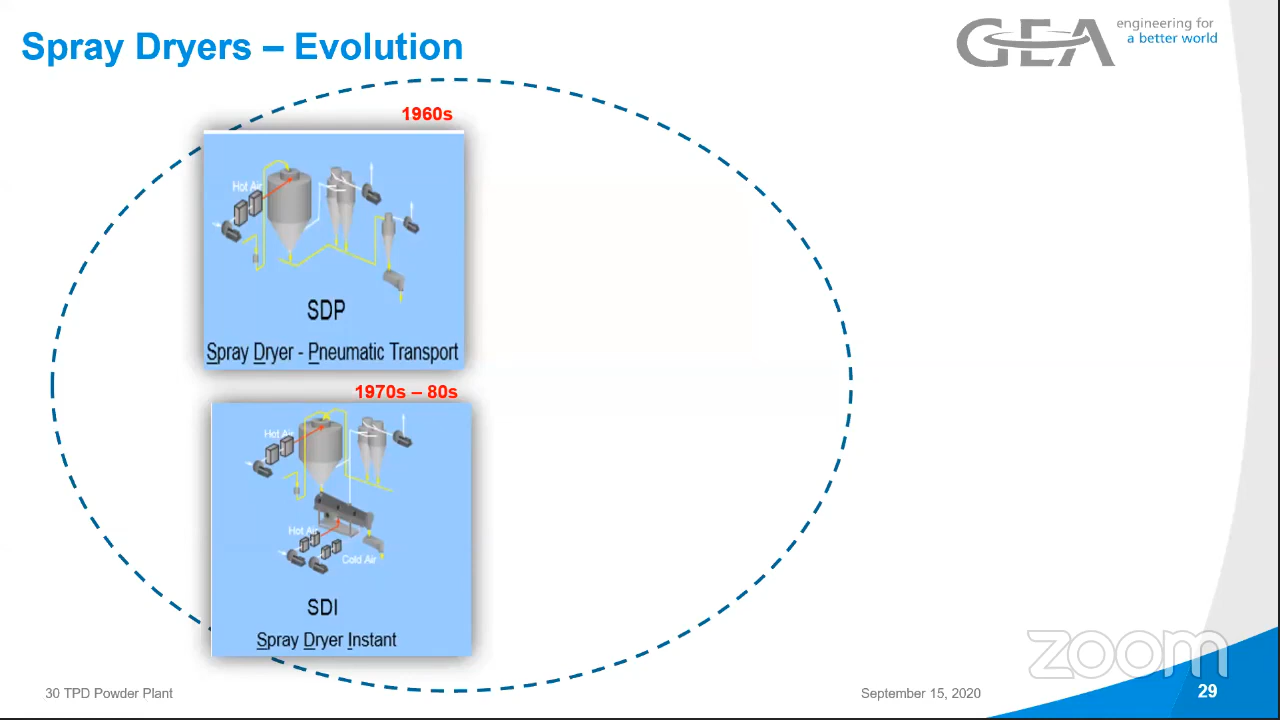 Spray Dryers – Evolution
GEA
engineering for
a better world
1960s
Hot Air
SDP
Spray Dryer - Pneumatic Transport
1970s – 80s
Hot Air
Hot Air
Cold Air
SDI
Spray Dryer Instant
30 TPD Powder Plant
September 15, 2020
zoom
29